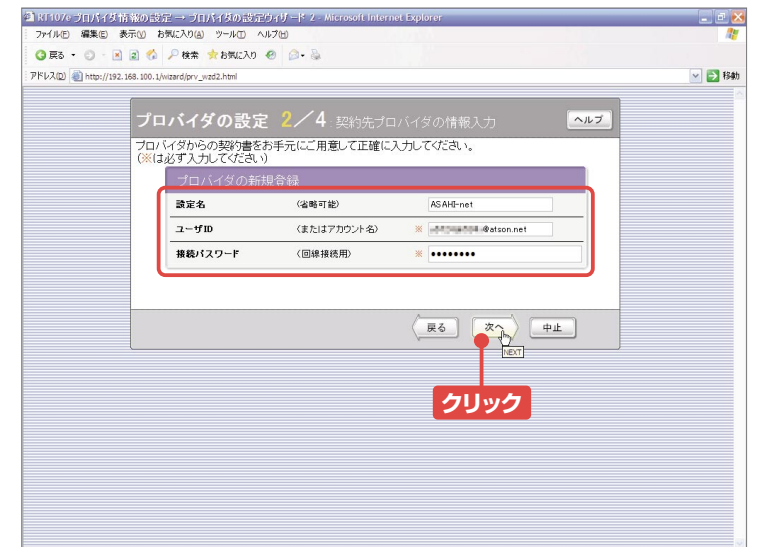 RT107e プロバイダ情報の設定 → プロバイダの設定ウィザード 2 - Microsoft Internet Explorer
ファイル(F) 編集(E) 表示(V) お気に入り(A) ツール(T) ヘルプ(H)
戻る 検索 お気に入り
アドレス(D) http://192.168.100.1/wizard/prv_wzd2.html 移動
プロバイダの設定 2/4 : 契約先プロバイダの情報入力 ヘルプ
プロバイダからの契約書をお手元にご用意して正確に入力してください。
(※は必ず入力してください)
プロバイダの新規登録
設定名 (省略可能) ASAHI-net
ユーザID (またはアカウント名) ※ @atson.net
接続パスワード (回線接続用) ※ ●●●●●●●●
戻る 次へ 中止
NEXT
クリック